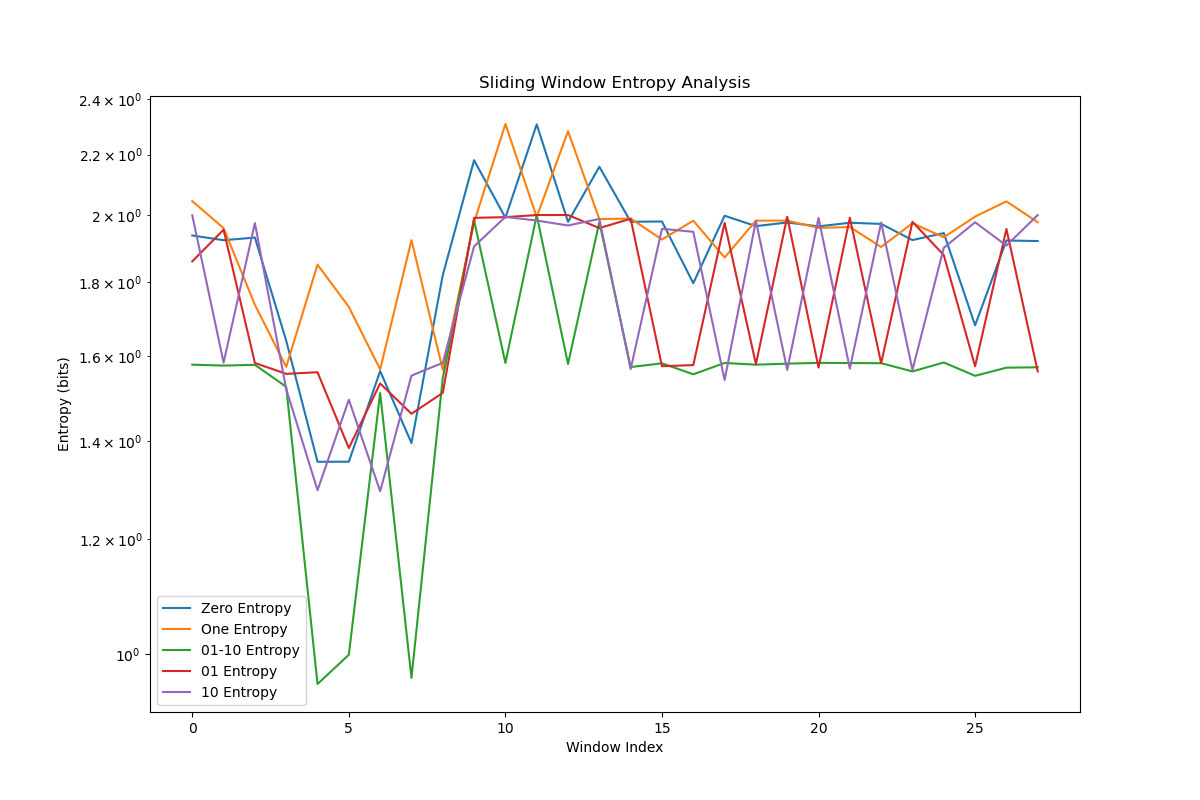 Sliding Window Entropy Analysis
2.4 × 10⁰
2.2 × 10⁰
2 × 10⁰
1.8 × 10⁰
1.6 × 10⁰
1.4 × 10⁰
1.2 × 10⁰
10⁰
Entropy (bits)
Zero Entropy
One Entropy
01-10 Entropy
01 Entropy
10 Entropy
0 5 10 15 20 25
Window Index